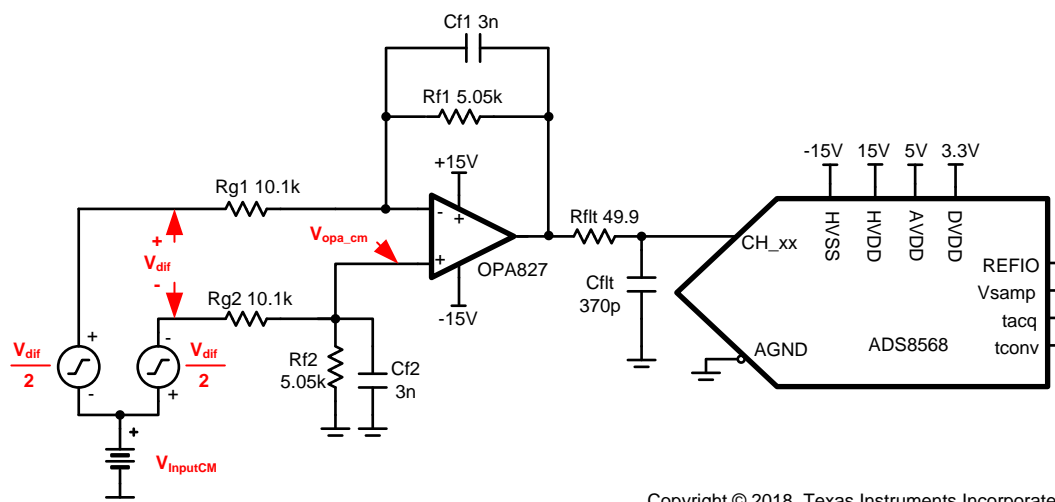 Cf1 3n
Rf1 5.05k
-15V 15V 5V 3.3V
+15V
Rg1 10.1k
-
+
Rflt 49.9
HVSS
HVDD
AVDD
DVDD
CH_xx
+
Vdif
-
Vopa_cm
+
OPA827
REFIO
Cflt
370p
Vsamp
Rg2 10.1k
-15V
tacq
+
-
AGND
ADS8568
tconv
Vdif
2
Vdif
2
Rf2
5.05k
Cf2
3n
-
+
+
VInputCM
Copyright © 2018, Texas Instruments Incorporate